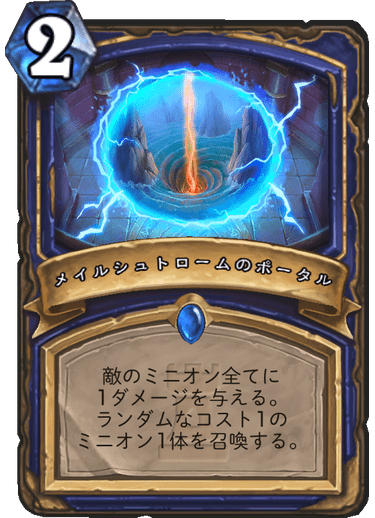 2
メイルシュトロームのポータル
敵のミニオン全てに
1ダメージを与える。
ランダムなコスト1の
ミニオン1体を召喚する。